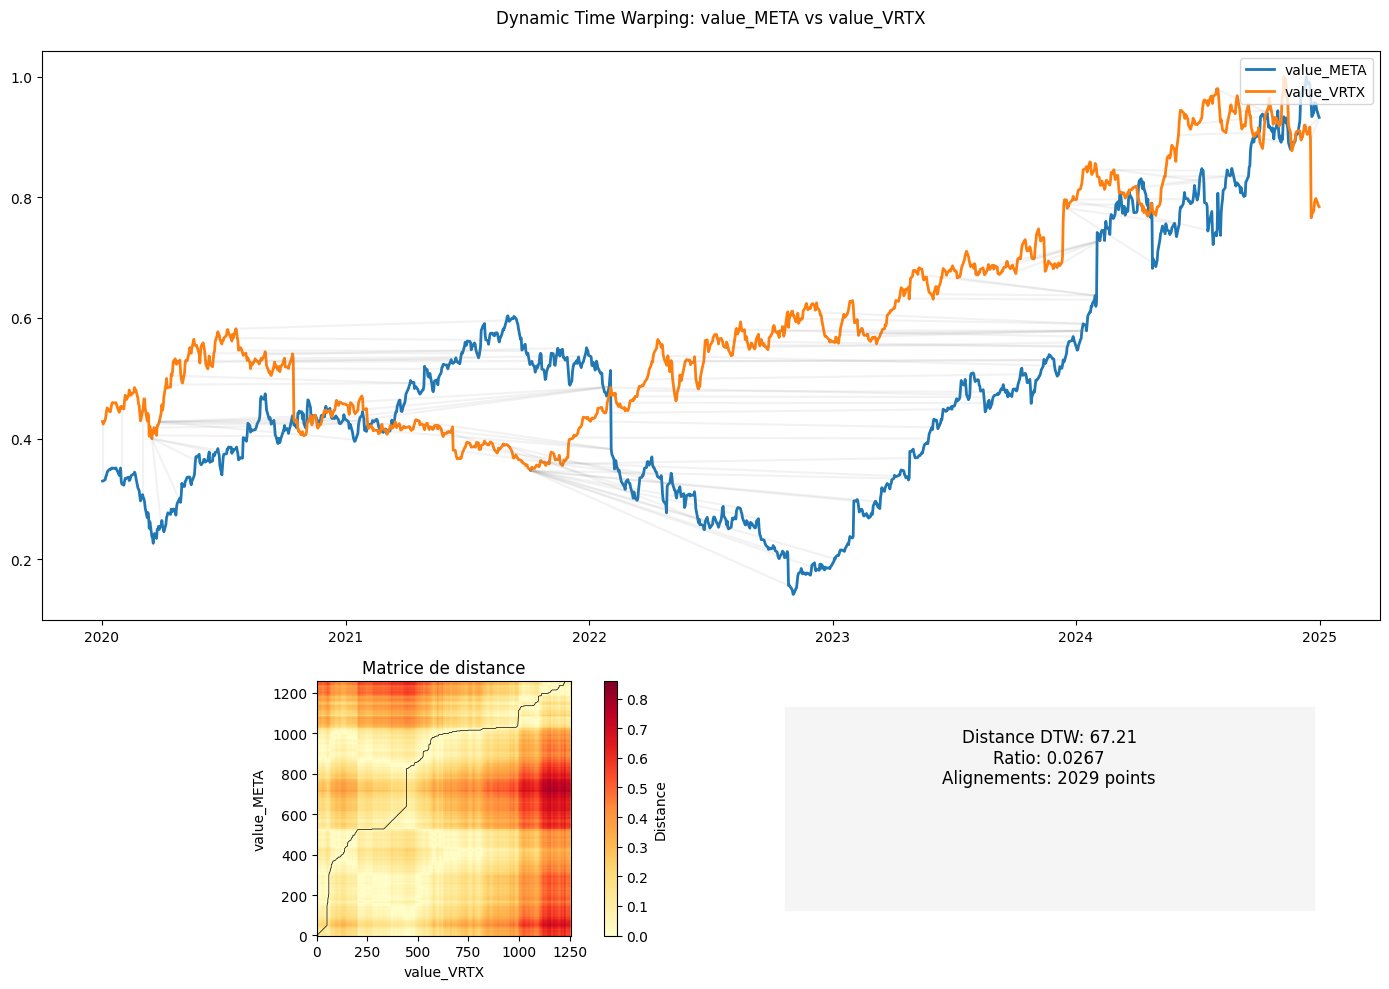 Dynamic Time Warping: value_META vs value_VRTX
value_META
value_VRTX
1.0
0.8
0.6
0.4
0.2
2020 2021 2022 2023 2024 2025
Matrice de distance
value_META
1200
1000
800
600
400
200
0
0 250 500 750 1000 1250
value_VRTX
0.8
0.7
0.6
0.5
0.4
0.3
0.2
0.1
0.0
Distance
Distance DTW: 67.21
Ratio: 0.0267
Alignements: 2029 points